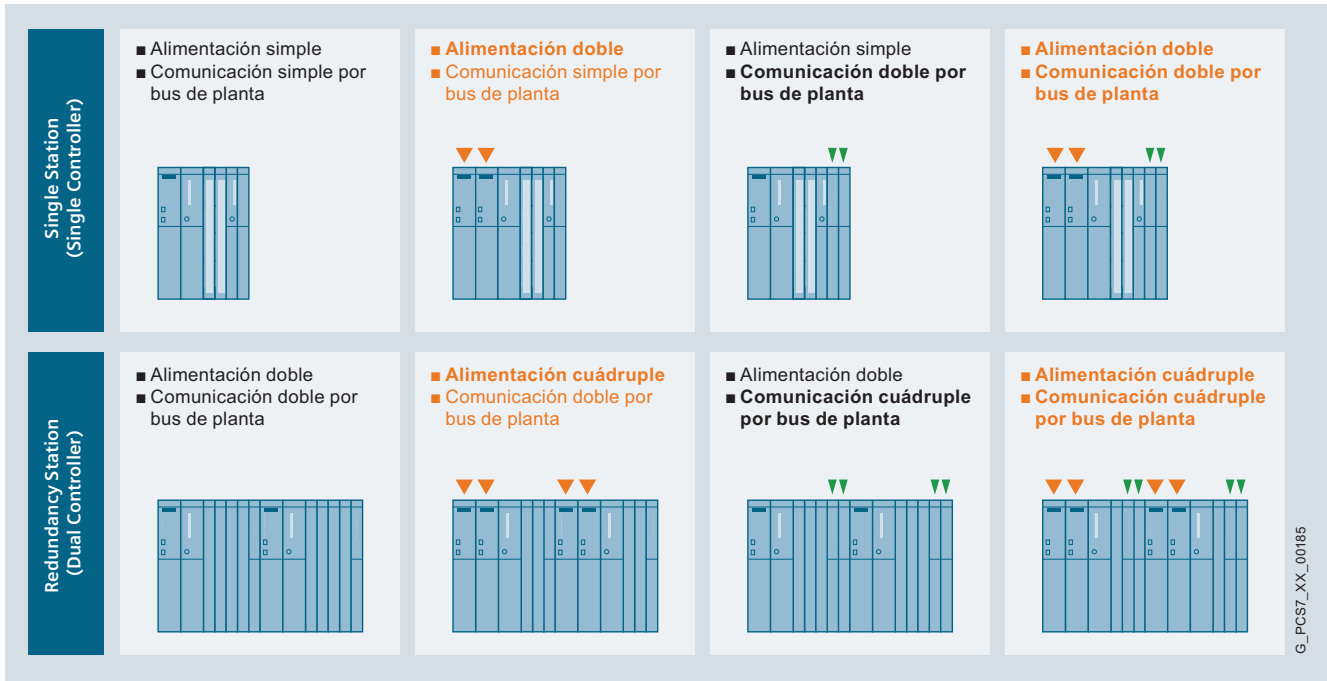 Single Station
(Single Controller)
■ Alimentación simple
■ Comunicación simple por
bus de planta
■ Alimentación doble
■ Comunicación simple por
bus de planta
■ Alimentación simple
■ Comunicación doble por
bus de planta
■ Alimentación doble
■ Comunicación doble por
bus de planta
Redundancy Station
(Dual Controller)
■ Alimentación doble
■ Comunicación doble por
bus de planta
■ Alimentación cuádruple
■ Comunicación doble por
bus de planta
■ Alimentación doble
■ Comunicación cuádruple
por bus de planta
■ Alimentación cuádruple
■ Comunicación cuádruple
por bus de planta
G_PCS7_XX_00185